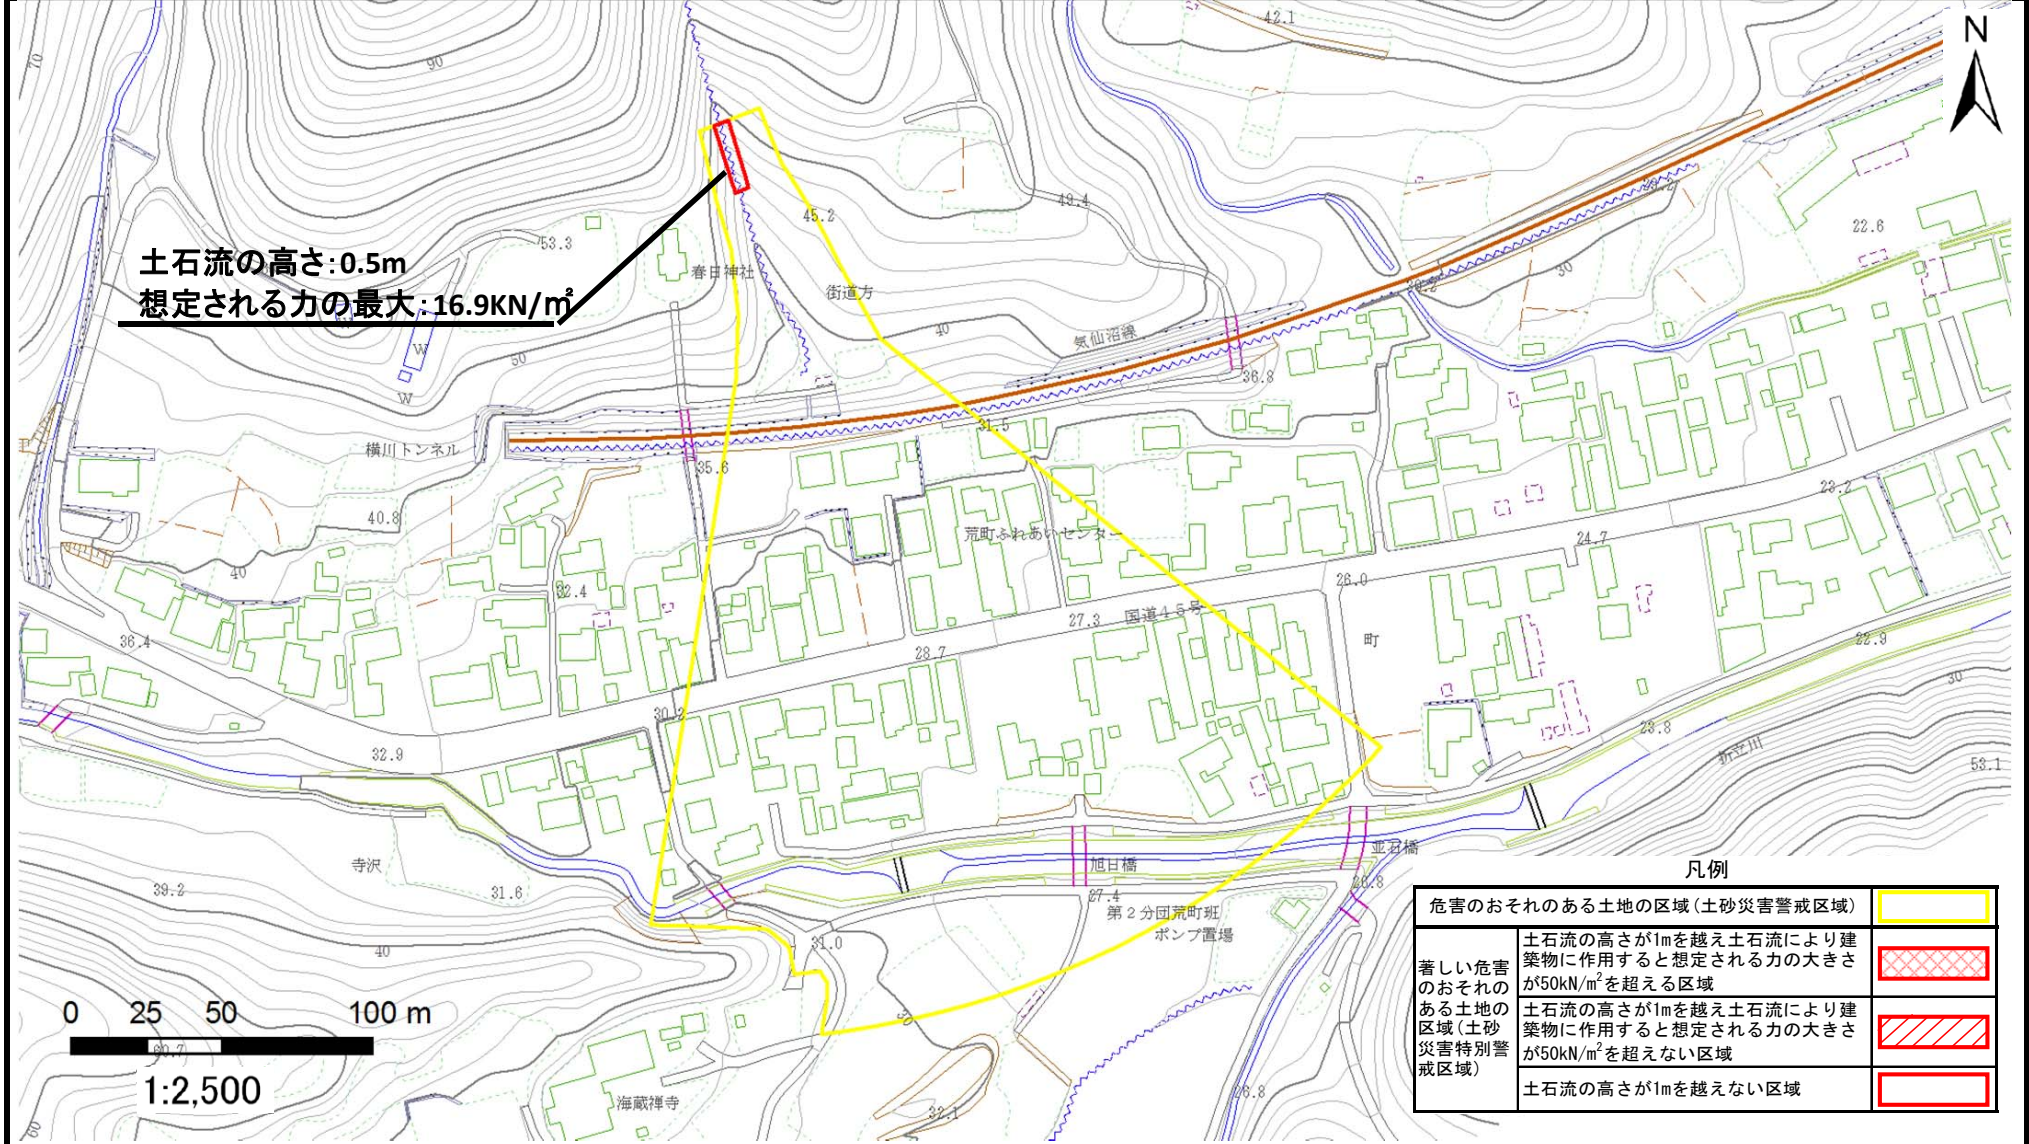 N
42.1
70
90
45.2
49.4
29.2
22.6
53.3
土石流の高さ:0.5m
想定される力の最大:16.9KN/㎡
春日神社
街道方
30
40
気仙沼線
W
W
50
36.8
31.5
横川トンネル
35.6
40.8
荒町ふれあいセンター
23.2
24.7
40
32.4
26.0
36.4
27.3
国道45号
町
28.7
22.9
30
30.2
32.9
23.8
53.1
寺沢
旭日橋
並石橋
39.2
31.6
27.4
26.8
第2分団荒町班
ポンプ置場
31.0
40
30
0 25 50 100 m
60.7
1:2,500
海蔵禅寺
32.1
26.8
60
凡例
危害のおそれのある土地の区域(土砂災害警戒区域)
著しい危害
のおそれの
ある土地の
区域(土砂
災害特別警
戒区域)
土石流の高さが1mを越え土石流により建
築物に作用すると想定される力の大きさ
が50kN/m²を超える区域
土石流の高さが1mを越え土石流により建
築物に作用すると想定される力の大きさ
が50kN/m²を超えない区域
土石流の高さが1mを越えない区域